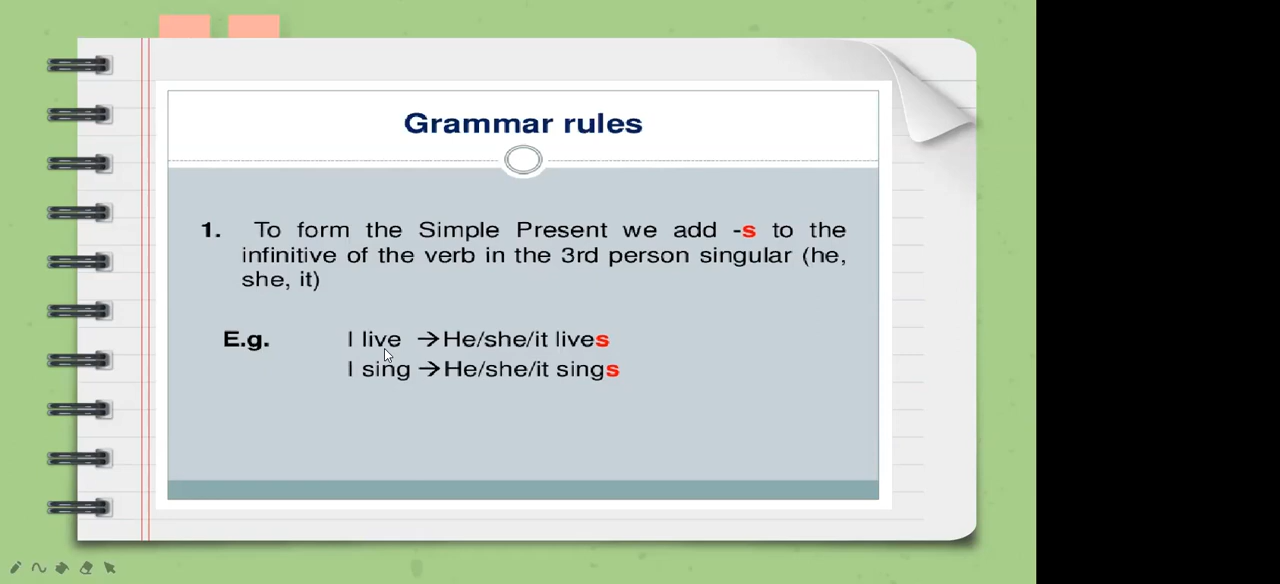 Grammar rules
1. To form the Simple Present we add -s to the
infinitive of the verb in the 3rd person singular (he,
she, it)
E.g. I live →He/she/it lives
I sing →He/she/it sings